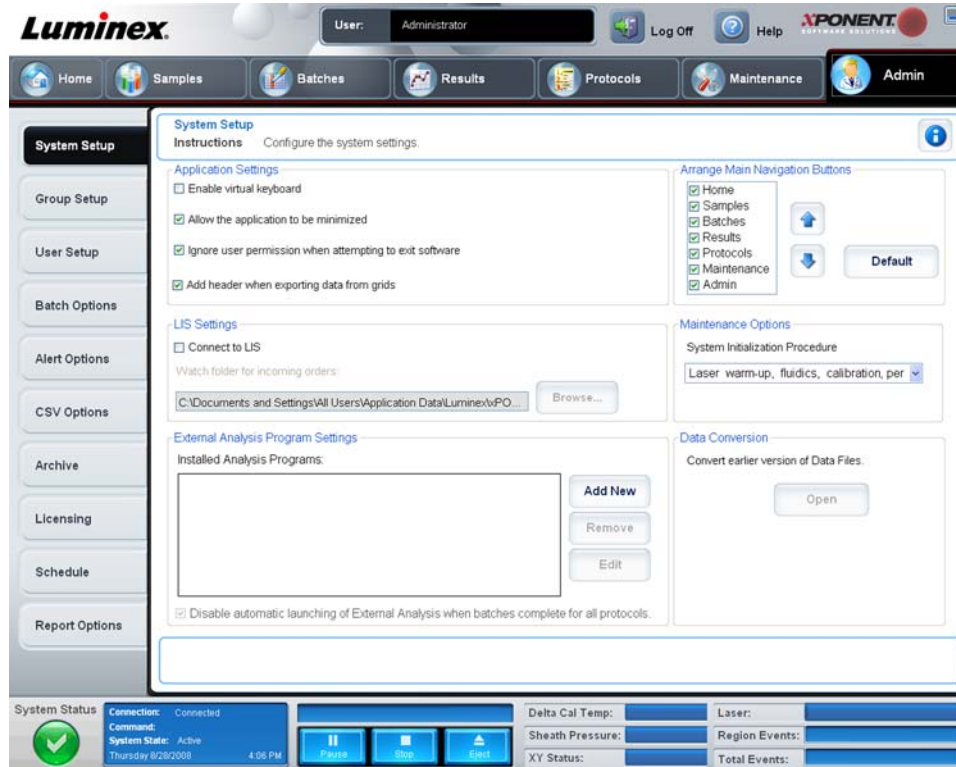 Luminex.
User: Administrator
Log Off
Help
XPONENT.
SOFTWARE SOLUTIONS
Home
Samples
Batches
Results
Protocols
Maintenance
Admin
System Setup
Group Setup
User Setup
Batch Options
Alert Options
CSV Options
Archive
Licensing
Schedule
Report Options
System Setup
Instructions Configure the system settings.
Application Settings
Enable virtual keyboard
Allow the application to be minimized
Ignore user permission when attempting to exit software
Add header when exporting data from grids
Arrange Main Navigation Buttons
Home
Samples
Batches
Results
Protocols
Maintenance
Admin
Default
LIS Settings
Connect to LIS
Watch folder for incoming orders:
C:\Documents and Settings\All Users\Application Data\Luminex\xPO...
Browse...
Maintenance Options
System Initialization Procedure
Laser warm-up, fluidics, calibration, per
External Analysis Program Settings
Installed Analysis Programs:
Add New
Remove
Edit
Disable automatic launching of External Analysis when batches complete for all protocols.
Data Conversion
Convert earlier version of Data Files.
Open
System Status
Connection: Connected
Command:
System State: Active
Thursday 8/28/2008 4:06 PM
Pause
Stop
Eject
Delta Cal Temp:
Sheath Pressure:
XY Status:
Laser:
Region Events:
Total Events: